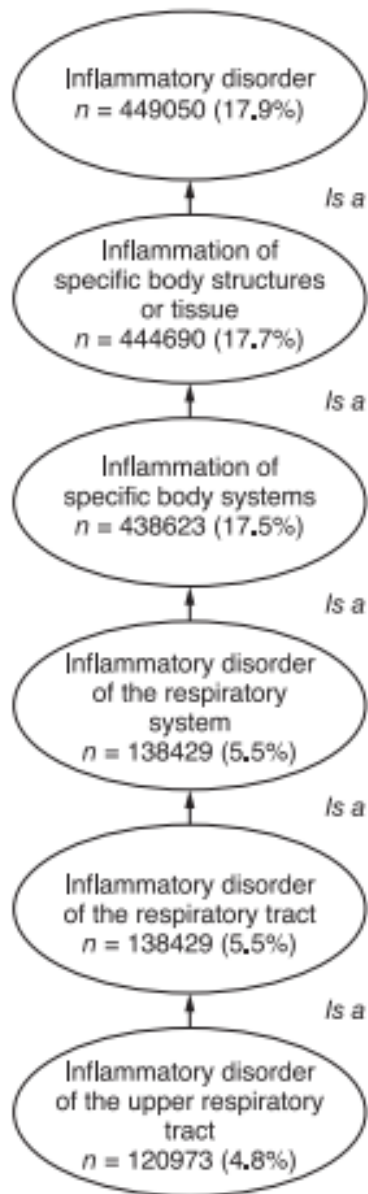 Inflammatory disorder
n = 449050 (17.9%)
Is a
Inflammation of
specific body structures
or tissue
n = 444690 (17.7%)
Is a
Inflammation of
specific body systems
n = 438623 (17.5%)
Is a
Inflammatory disorder
of the respiratory
system
n = 138429 (5.5%)
Is a
Inflammatory disorder
of the respiratory tract
n = 138429 (5.5%)
Is a
Inflammatory disorder
of the upper respiratory
tract
n = 120973 (4.8%)